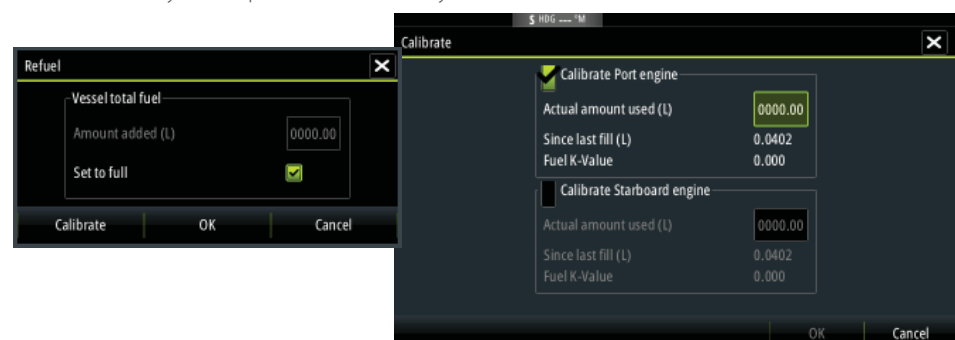 $ HDG --- °M
Refuel
Vessel total fuel
Amount added (L)
0000.00
Set to full
Calibrate
OK
Cancel
Calibrate
Calibrate Port engine
Actual amount used (L)
0000.00
Since last fill (L)
0.0402
Fuel K-Value
0.000
Calibrate Starboard engine
Actual amount used (L)
0000.00
Since last fill (L)
0.0402
Fuel K-Value
0.000
OK
Cancel